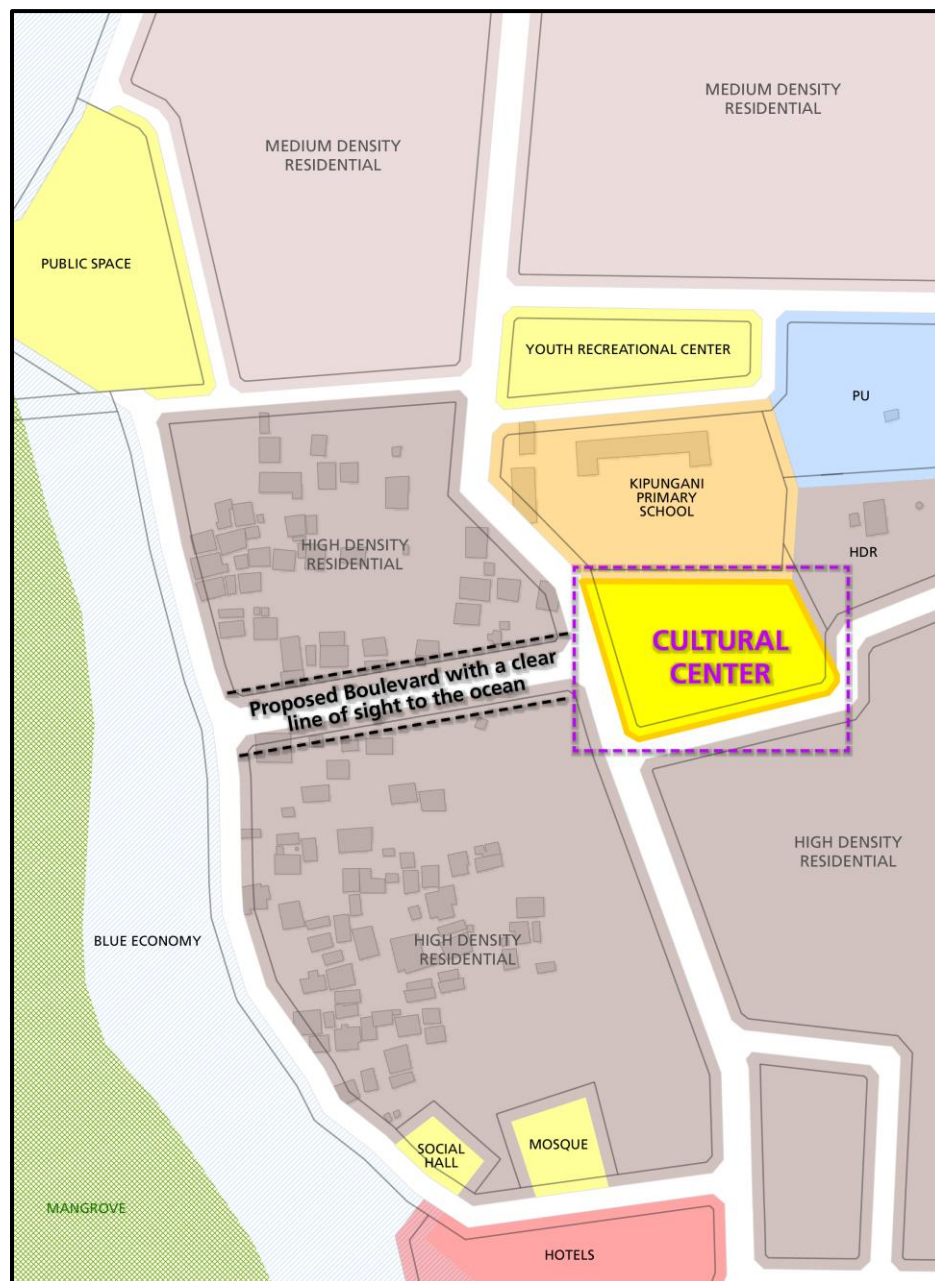 MEDIUM DENSITY
RESIDENTIAL
MEDIUM DENSITY
RESIDENTIAL
PUBLIC SPACE
YOUTH RECREATIONAL CENTER
PU
KIPUNGANI
PRIMARY
SCHOOL
HIGH DENSITY
RESIDENTIAL
HDR
CULTURAL
CENTER
Proposed Boulevard with a clear
line of sight to the ocean
HIGH DENSITY
RESIDENTIAL
BLUE ECONOMY
HIGH DENSITY
RESIDENTIAL
SOCIAL
HALL
MOSQUE
MANGROVE
HOTELS